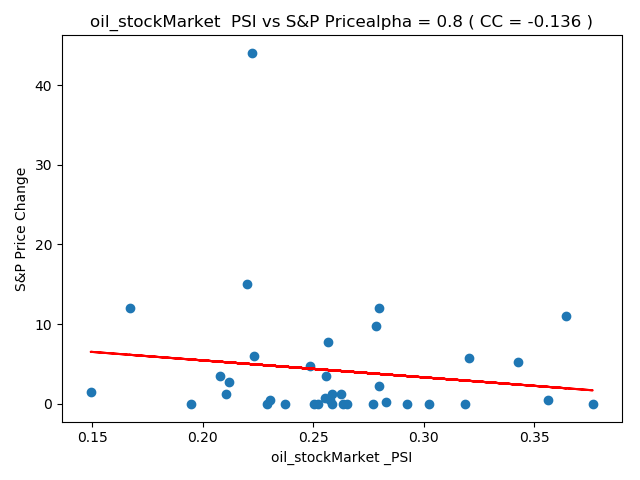 oil_stockMarket  PSI vs S&P Pricealpha = 0.8 ( CC = -0.136 )
S&P Price Change
40
30
20
10
0
0.15 0.20 0.25 0.30 0.35
oil_stockMarket _PSI